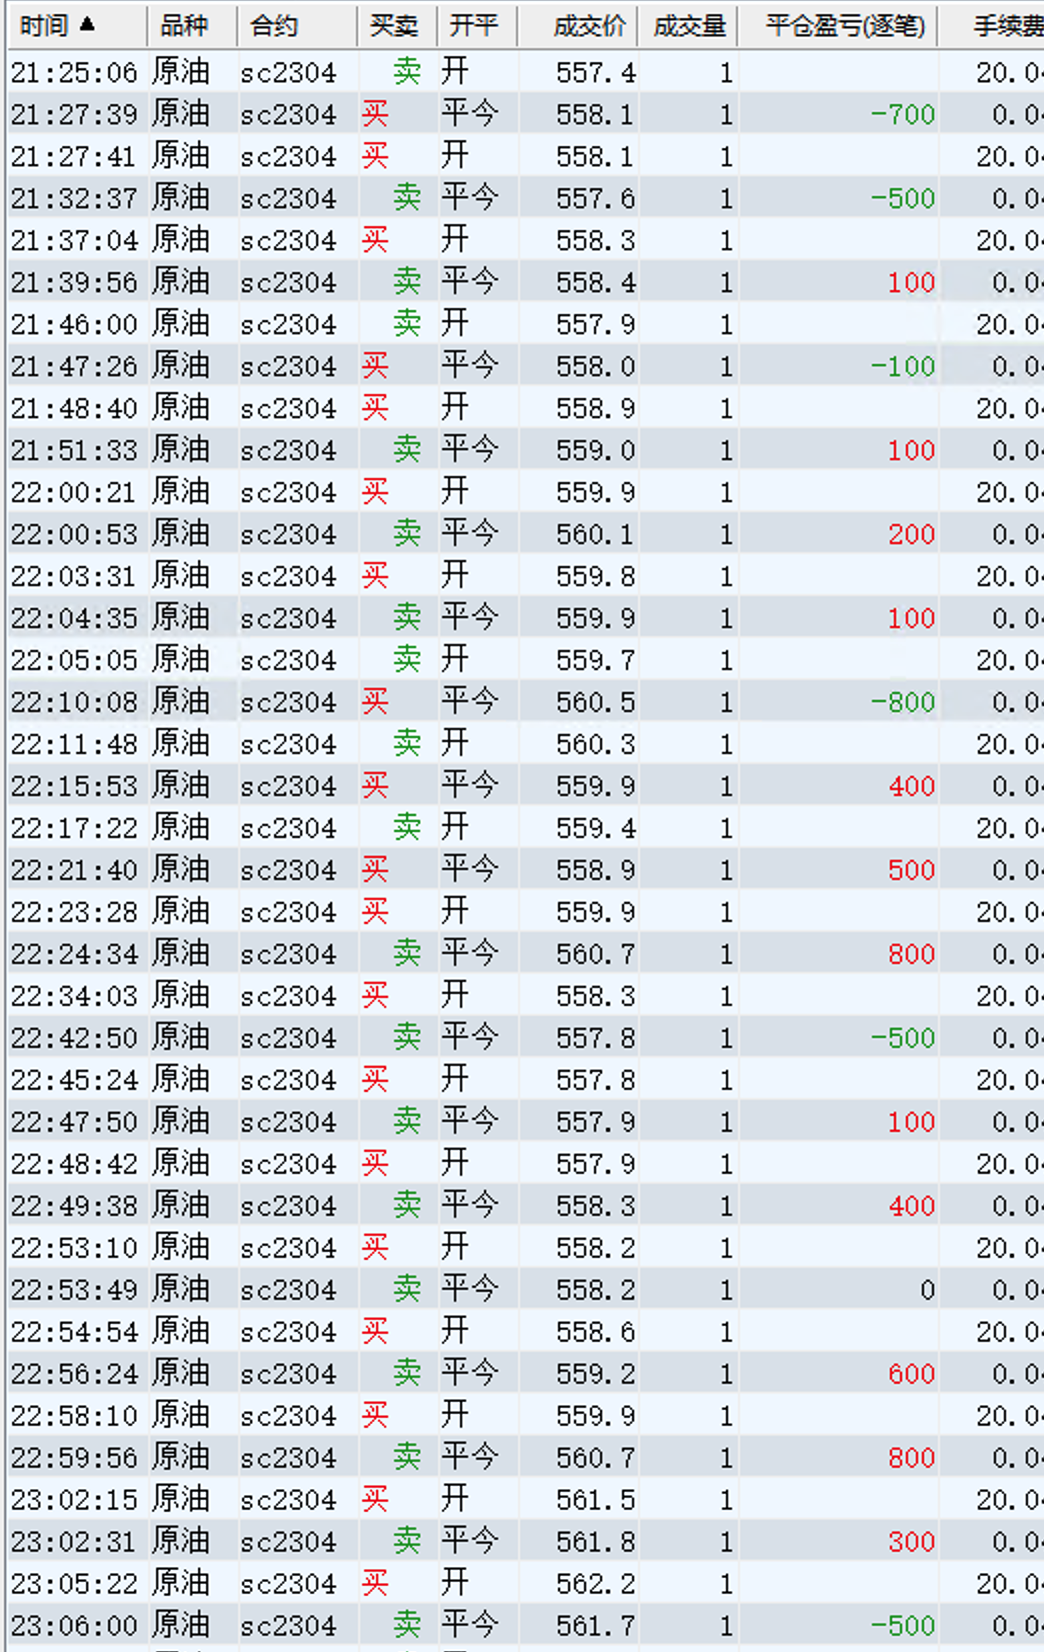 时间 ▲ 品种 合约 买卖 开平 成交价 成交量 平仓盈亏(逐笔) 手续费
21:25:06 原油 sc2304 卖 开 557.4 1 20.0
21:27:39 原油 sc2304 买 平今 558.1 1 -700 0.0
21:27:41 原油 sc2304 买 开 558.1 1 20.0
21:32:37 原油 sc2304 卖 平今 557.6 1 -500 0.0
21:37:04 原油 sc2304 买 开 558.3 1 20.0
21:39:56 原油 sc2304 卖 平今 558.4 1 100 0.0
21:46:00 原油 sc2304 卖 开 557.9 1 20.0
21:47:26 原油 sc2304 买 平今 558.0 1 -100 0.0
21:48:40 原油 sc2304 买 开 558.9 1 20.0
21:51:33 原油 sc2304 卖 平今 559.0 1 100 0.0
22:00:21 原油 sc2304 买 开 559.9 1 20.0
22:00:53 原油 sc2304 卖 平今 560.1 1 200 0.0
22:03:31 原油 sc2304 买 开 559.8 1 20.0
22:04:35 原油 sc2304 卖 平今 559.9 1 100 0.0
22:05:05 原油 sc2304 卖 开 559.7 1 20.0
22:10:08 原油 sc2304 买 平今 560.5 1 -800 0.0
22:11:48 原油 sc2304 卖 开 560.3 1 20.0
22:15:53 原油 sc2304 买 平今 559.9 1 400 0.0
22:17:22 原油 sc2304 卖 开 559.4 1 20.0
22:21:40 原油 sc2304 买 平今 558.9 1 500 0.0
22:23:28 原油 sc2304 买 开 559.9 1 20.0
22:24:34 原油 sc2304 卖 平今 560.7 1 800 0.0
22:34:03 原油 sc2304 买 开 558.3 1 20.0
22:42:50 原油 sc2304 卖 平今 557.8 1 -500 0.0
22:45:24 原油 sc2304 买 开 557.8 1 20.0
22:47:50 原油 sc2304 卖 平今 557.9 1 100 0.0
22:48:42 原油 sc2304 买 开 557.9 1 20.0
22:49:38 原油 sc2304 卖 平今 558.3 1 400 0.0
22:53:10 原油 sc2304 买 开 558.2 1 20.0
22:53:49 原油 sc2304 卖 平今 558.2 1 0 0.0
22:54:54 原油 sc2304 买 开 558.6 1 20.0
22:56:24 原油 sc2304 卖 平今 559.2 1 600 0.0
22:58:10 原油 sc2304 买 开 559.9 1 20.0
22:59:56 原油 sc2304 卖 平今 560.7 1 800 0.0
23:02:15 原油 sc2304 买 开 561.5 1 20.0
23:02:31 原油 sc2304 卖 平今 561.8 1 300 0.0
23:05:22 原油 sc2304 买 开 562.2 1 20.0
23:06:00 原油 sc2304 卖 平今 561.7 1 -500 0.0